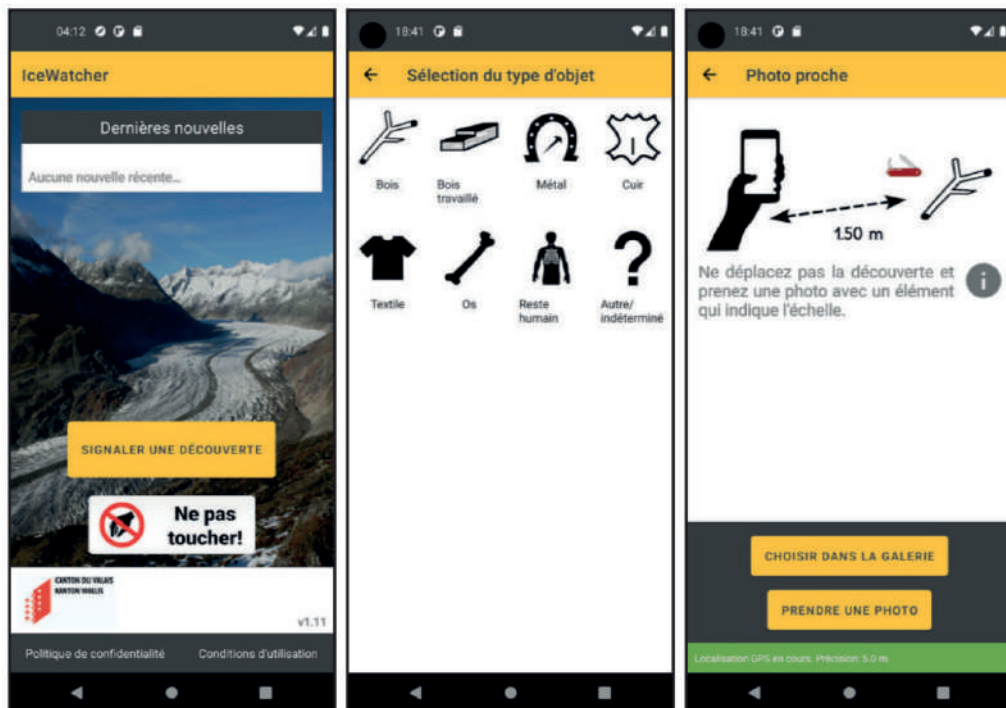 04:12
IceWatcher
Dernières nouvelles
Aucune nouvelle récente...
SIGNALER UNE DÉCOUVERTE
Ne pas
toucher!
CANTON DU VALAIS
KANTON WALLIS
v1.11
Politique de confidentialité
Conditions d'utilisation
18:41
Sélection du type d'objet
Bois
Bois
travaillé
Métal
Cuir
Textile
Os
Reste
humain
Autre/
indéterminé
18:41
Photo proche
1.50 m
Ne déplacez pas la découverte et
prenez une photo avec un élément
qui indique l'échelle.
CHOISIR DANS LA GALERIE
PRENDRE UNE PHOTO
Localisation GPS en cours. Précision: 5.0 m